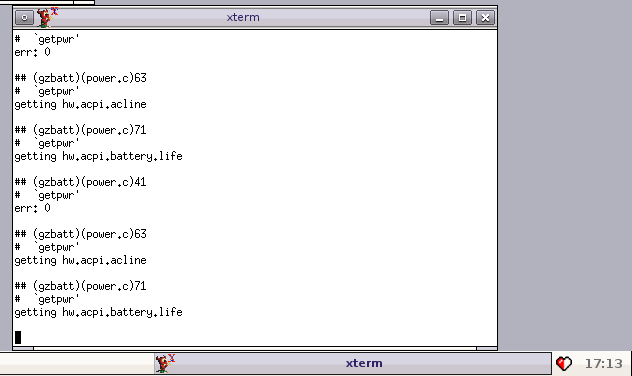 xterm
#  `getpwr'
err: 0
## (gzbatt)(power.c)63
#  `getpwr'
getting hw.acpi.acline
## (gzbatt)(power.c)71
#  `getpwr'
getting hw.acpi.battery.life
## (gzbatt)(power.c)41
#  `getpwr'
err: 0
## (gzbatt)(power.c)63
#  `getpwr'
getting hw.acpi.acline
## (gzbatt)(power.c)71
#  `getpwr'
getting hw.acpi.battery.life
xterm
17:13